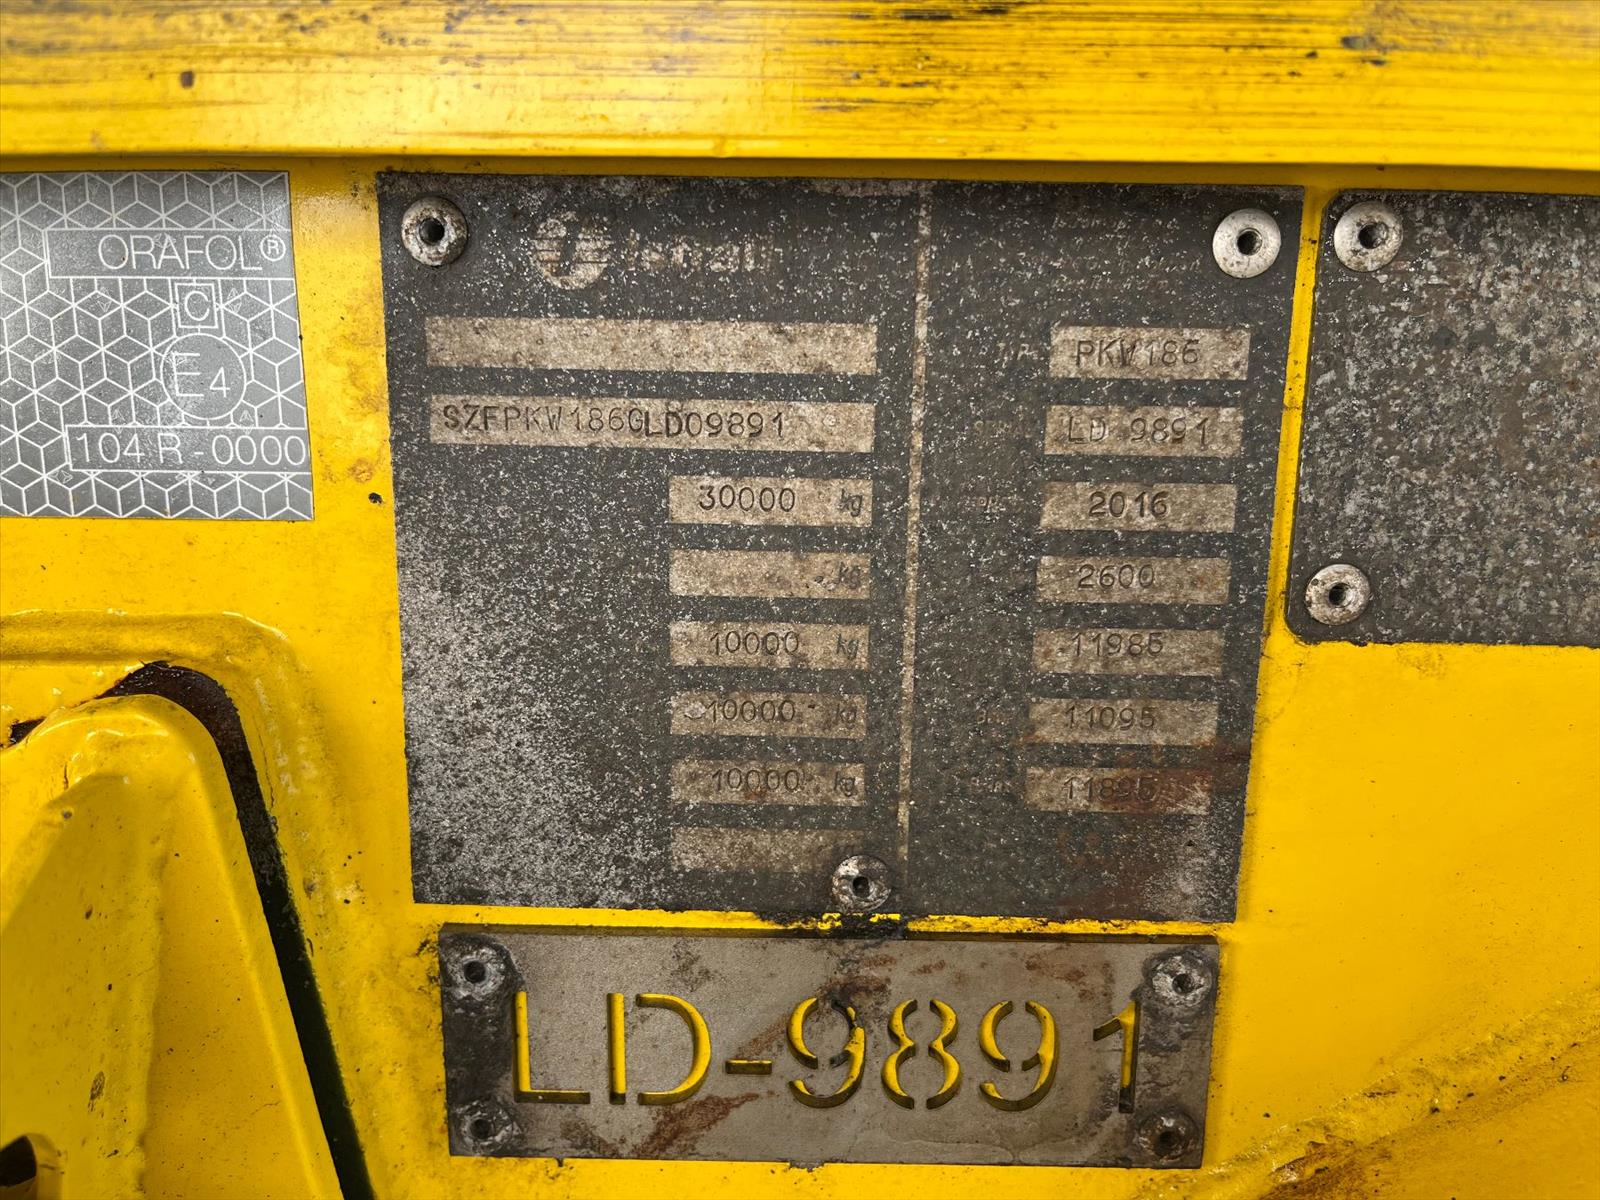 ORAFOL®
C
E4
104 R - 0000
PKW186
SZFPKW1860LD09891
LD 9891
30000 kg
2016
kg
2600
10000 kg
11985
10000 kg
11095
10000 kg
11895
LD-9891